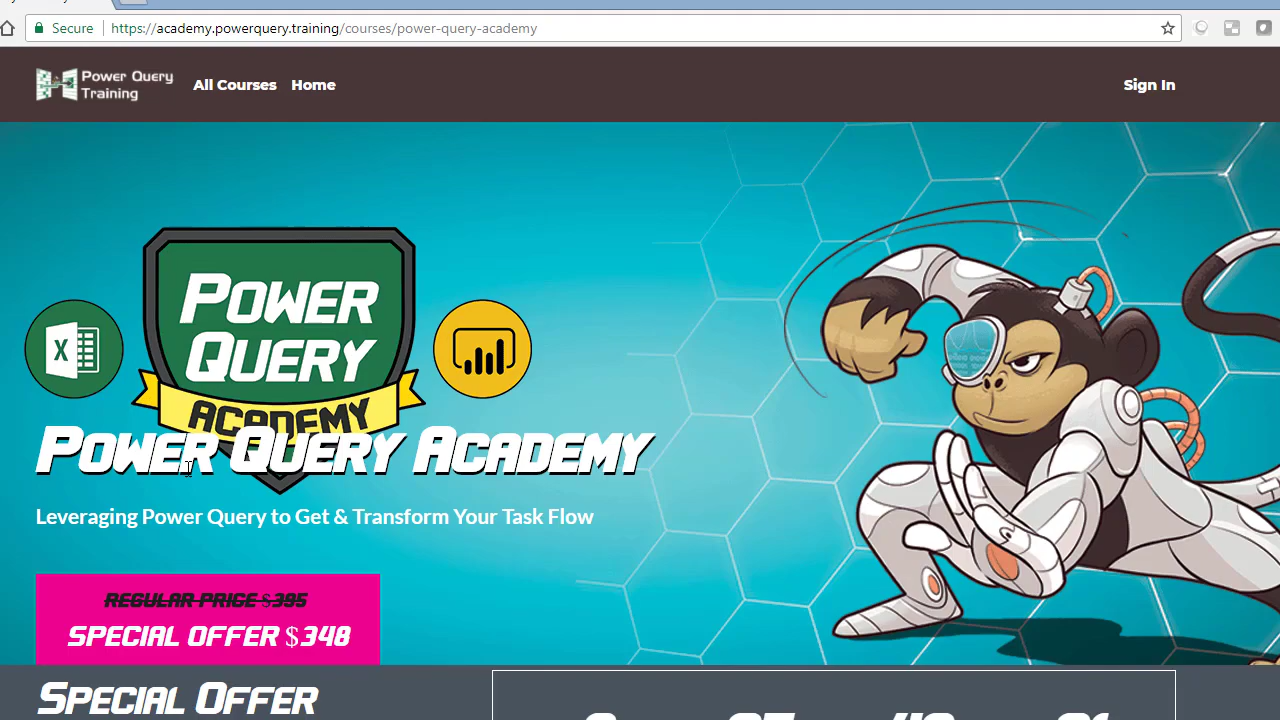 Secure
https://academy.powerquery.training/courses/power-query-academy
Power Query
Training
All Courses
Home
Sign In
POWER
QUERY
ACADEMY
X
POWER QUERY ACADEMY
Leveraging Power Query to Get & Transform Your Task Flow
REGULAR PRICE $395
SPECIAL OFFER $348
SPECIAL OFFER